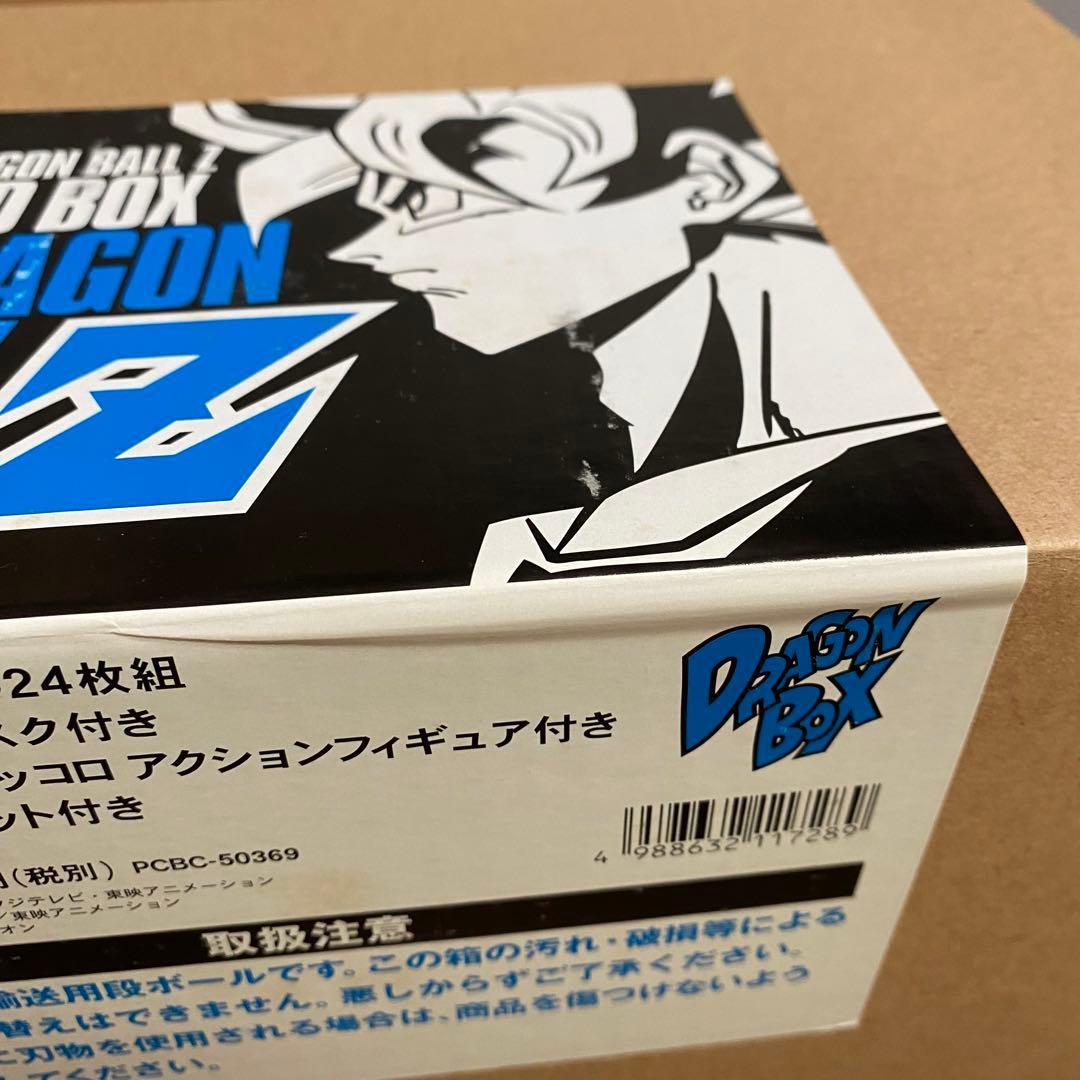 GON BALL Z
D BOX
AGON
Z
24枚組
スク付き
ッコロ アクションフィギュア付き
ット付き
DRAGON
BOX
(税別) PCBC-50369
フジテレビ・東映アニメーション
/東映アニメーション
オン
4 988632 117289
取扱注意
輸送用段ボールです。この箱の汚れ・破損等による
替えはできません。悪しからずご了承ください。
に刃物を使用される場合は、商品を傷つけないよう
してください。